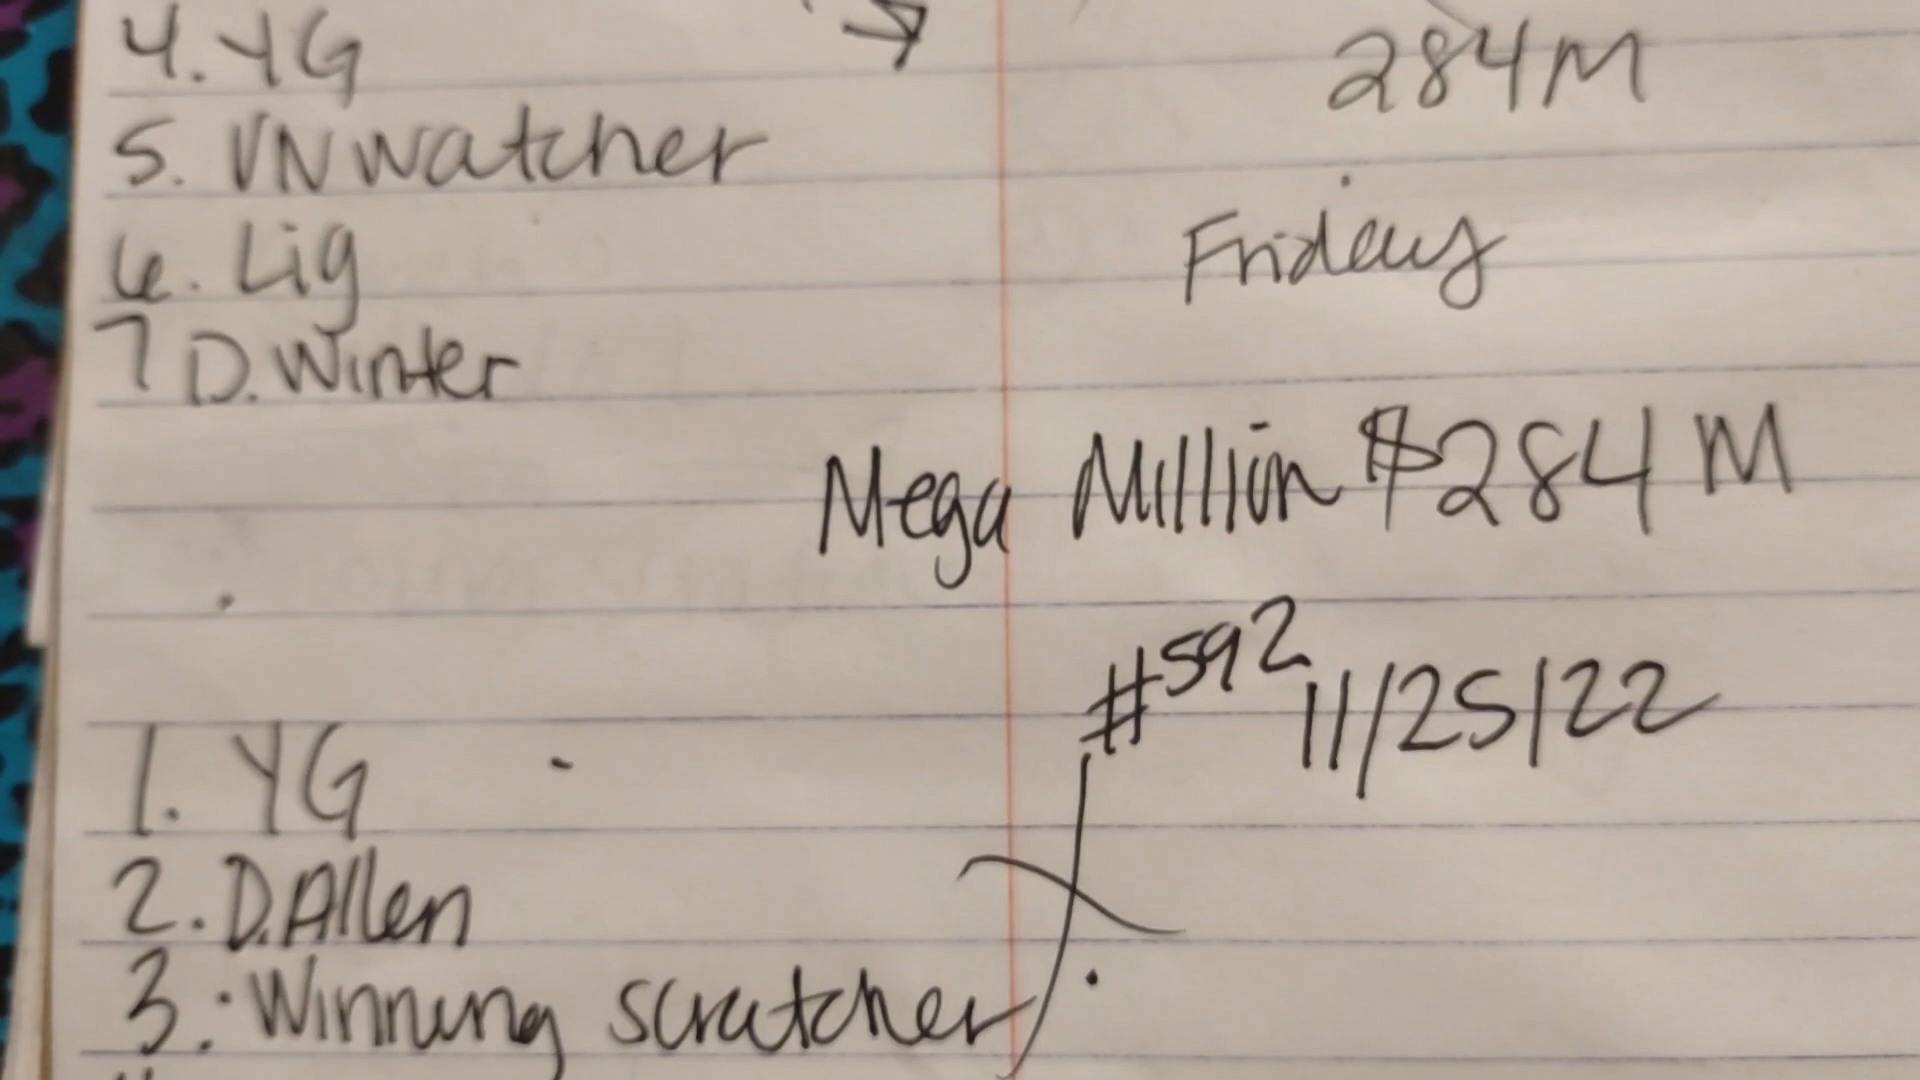 4. YG
284M
5. VNwatcher
6. Lig
Friday
7 D. Winter
Mega Million $284 M
#592 11/25/22
1. YG
2. D. Allen
3. Winning scratcher